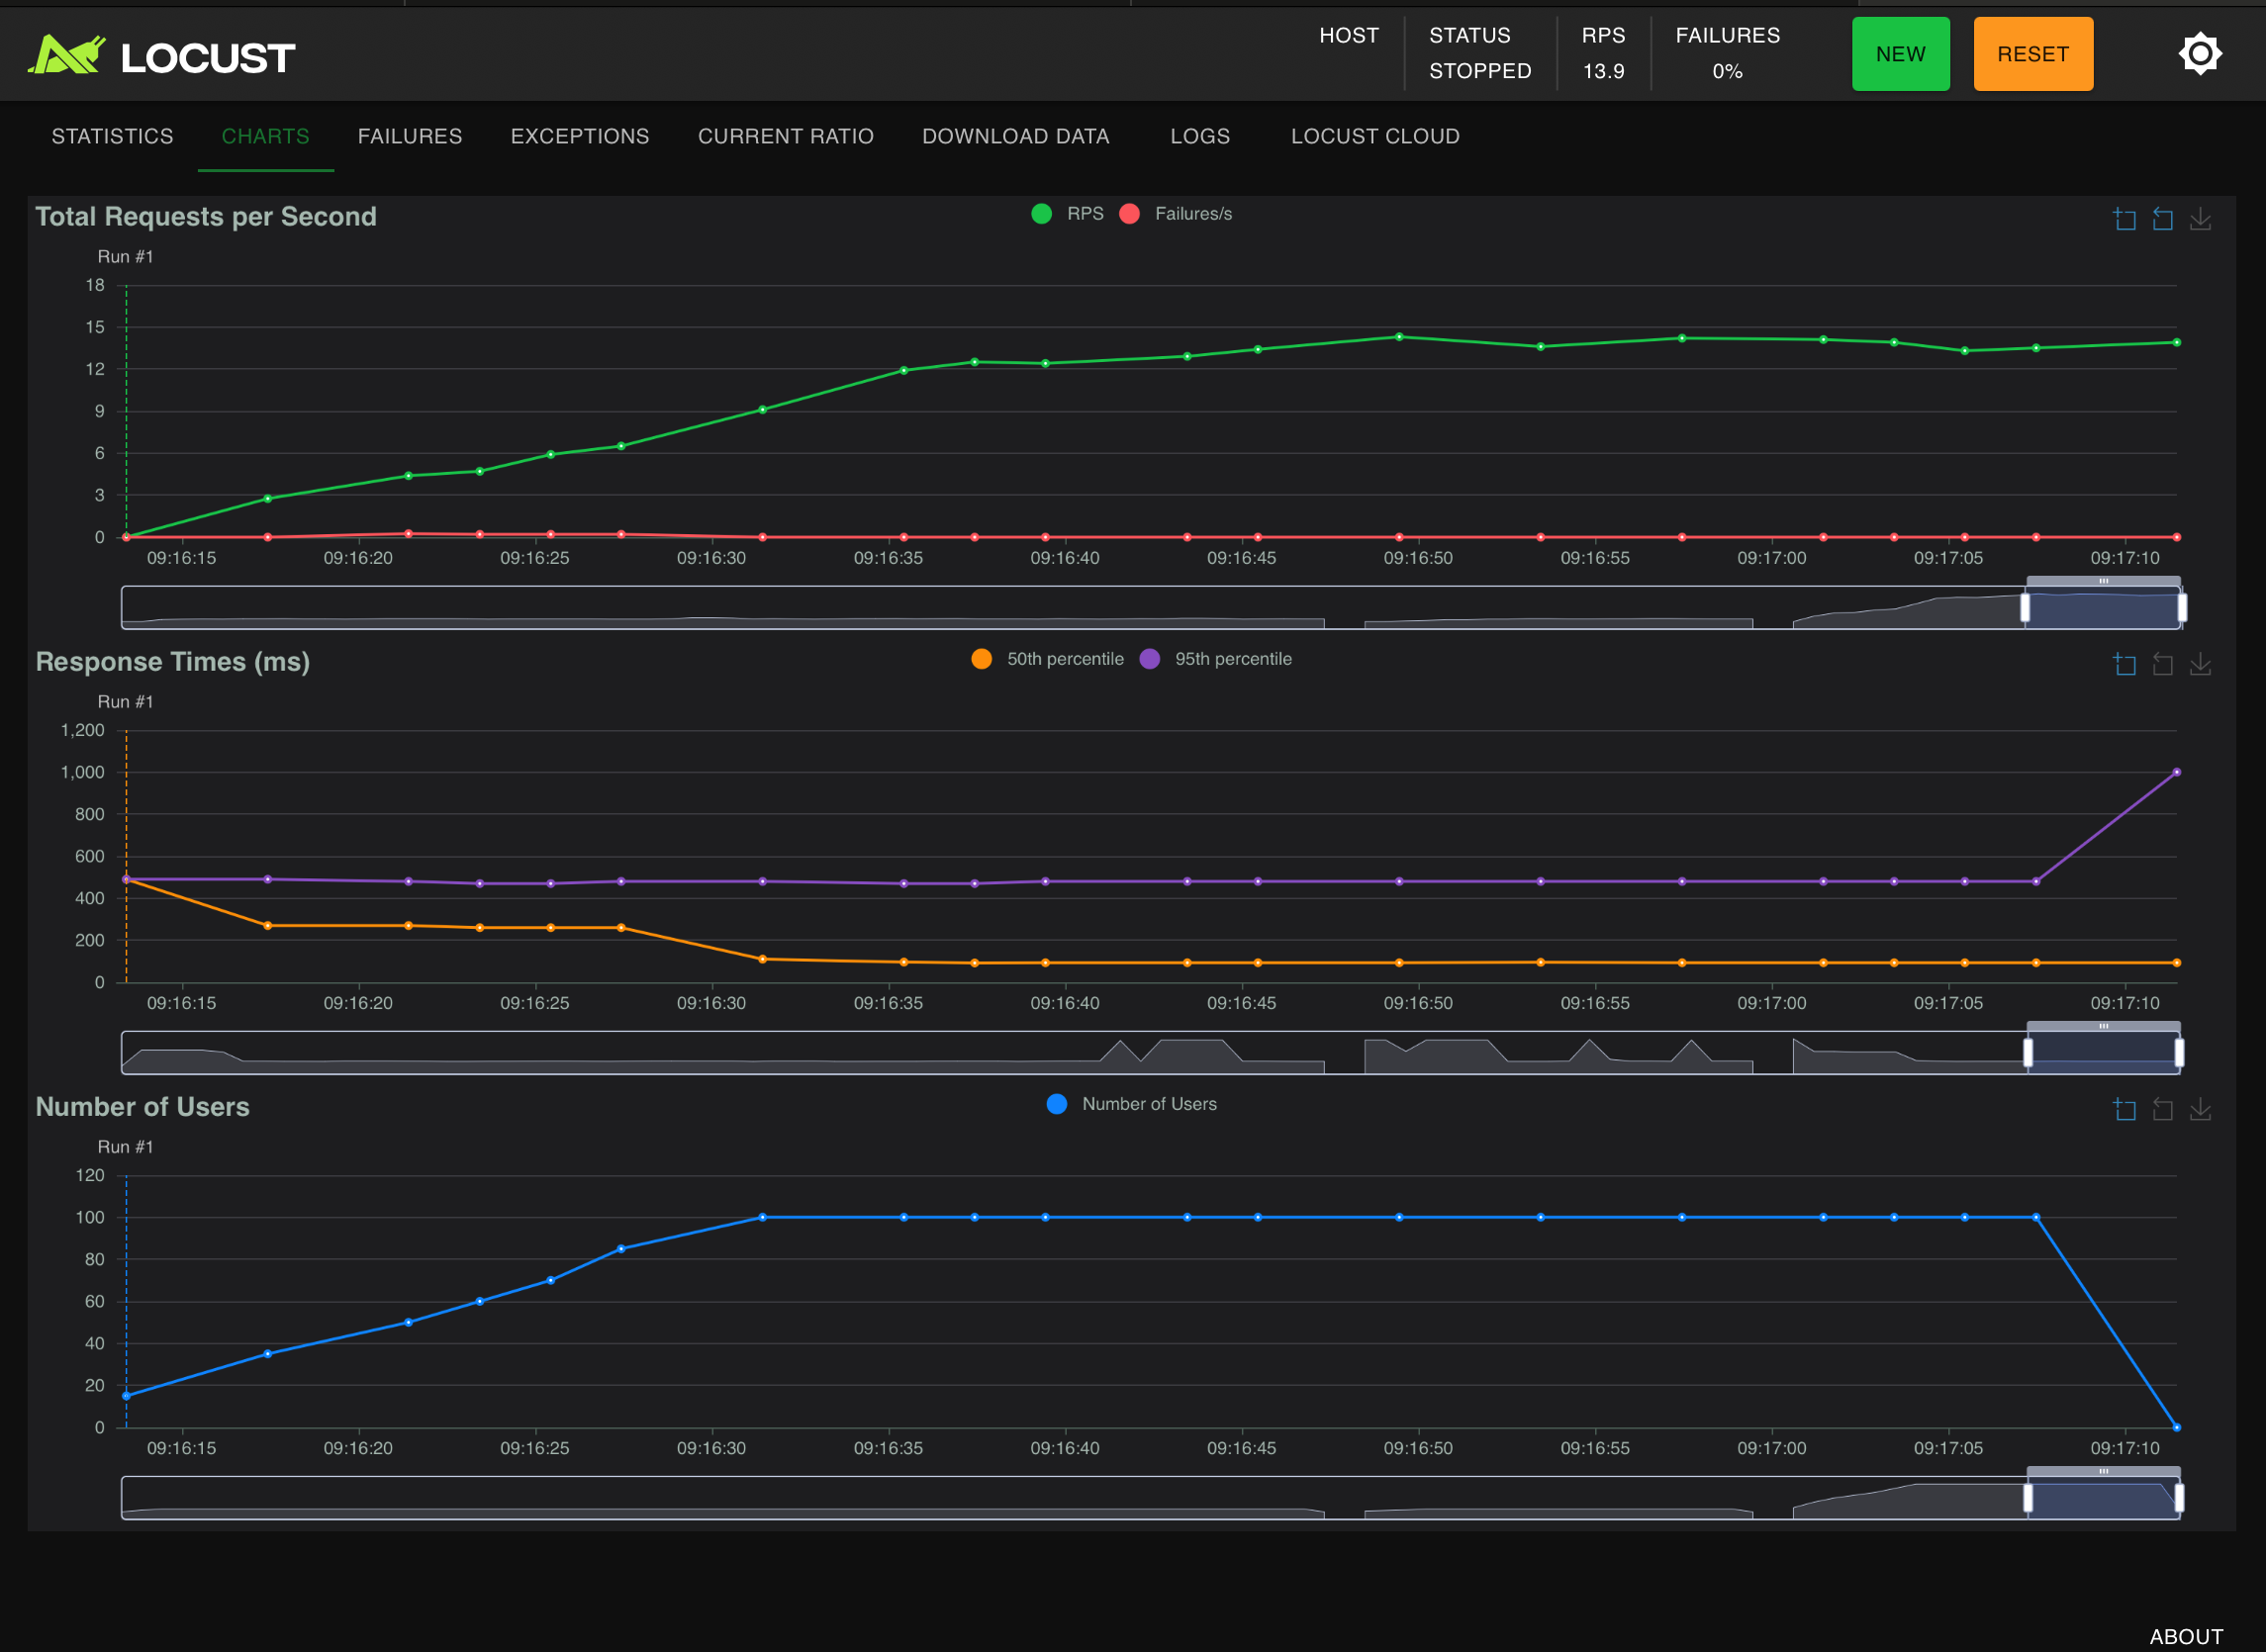 LOCUST
HOST
STATUS
STOPPED
RPS
13.9
FAILURES
0%
NEW
RESET
STATISTICS CHARTS FAILURES EXCEPTIONS CURRENT RATIO DOWNLOAD DATA LOGS LOCUST CLOUD
Total Requests per Second
RPS Failures/s
Run #1
18
15
12
9
6
3
0
09:16:15 09:16:20 09:16:25 09:16:30 09:16:35 09:16:40 09:16:45 09:16:50 09:16:55 09:17:00 09:17:05 09:17:10
Response Times (ms)
50th percentile 95th percentile
Run #1
1,200
1,000
800
600
400
200
0
09:16:15 09:16:20 09:16:25 09:16:30 09:16:35 09:16:40 09:16:45 09:16:50 09:16:55 09:17:00 09:17:05 09:17:10
Number of Users
Number of Users
Run #1
120
100
80
60
40
20
0
09:16:15 09:16:20 09:16:25 09:16:30 09:16:35 09:16:40 09:16:45 09:16:50 09:16:55 09:17:00 09:17:05 09:17:10
ABOUT